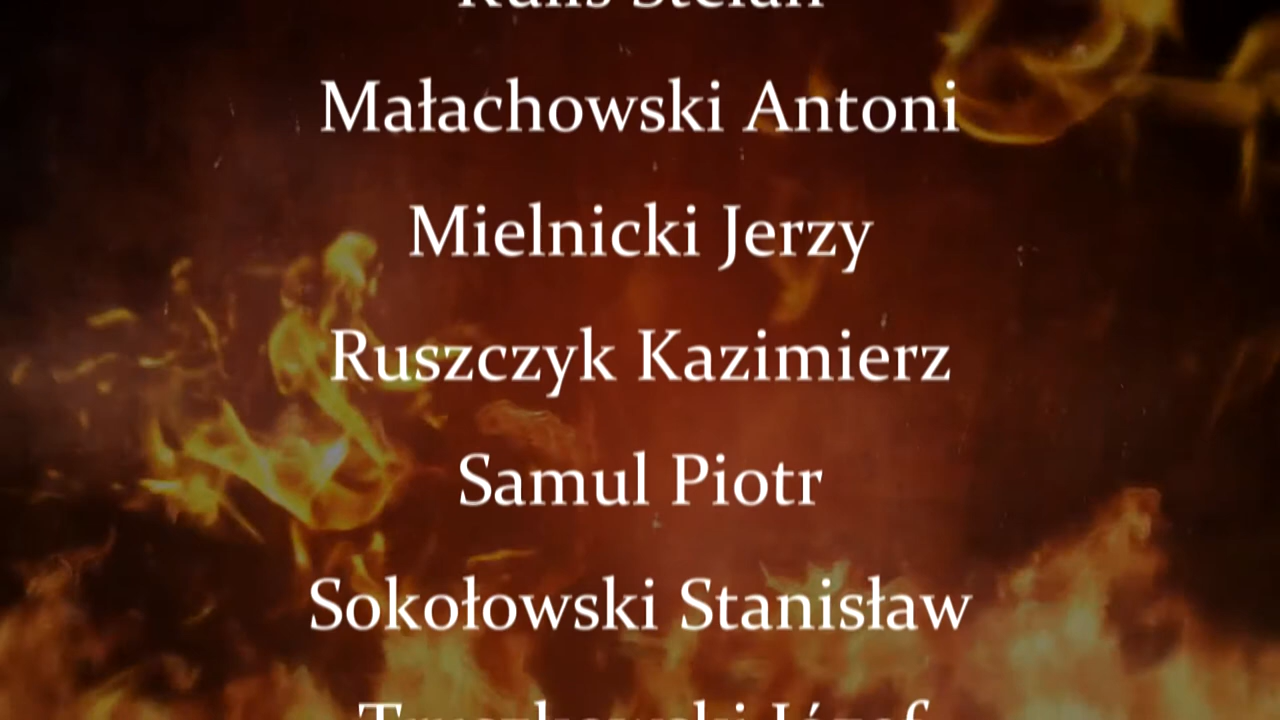 Małachowski Antoni
Mielnicki Jerzy
Ruszczyk Kazimierz
Samul Piotr
Sokołowski Stanisław